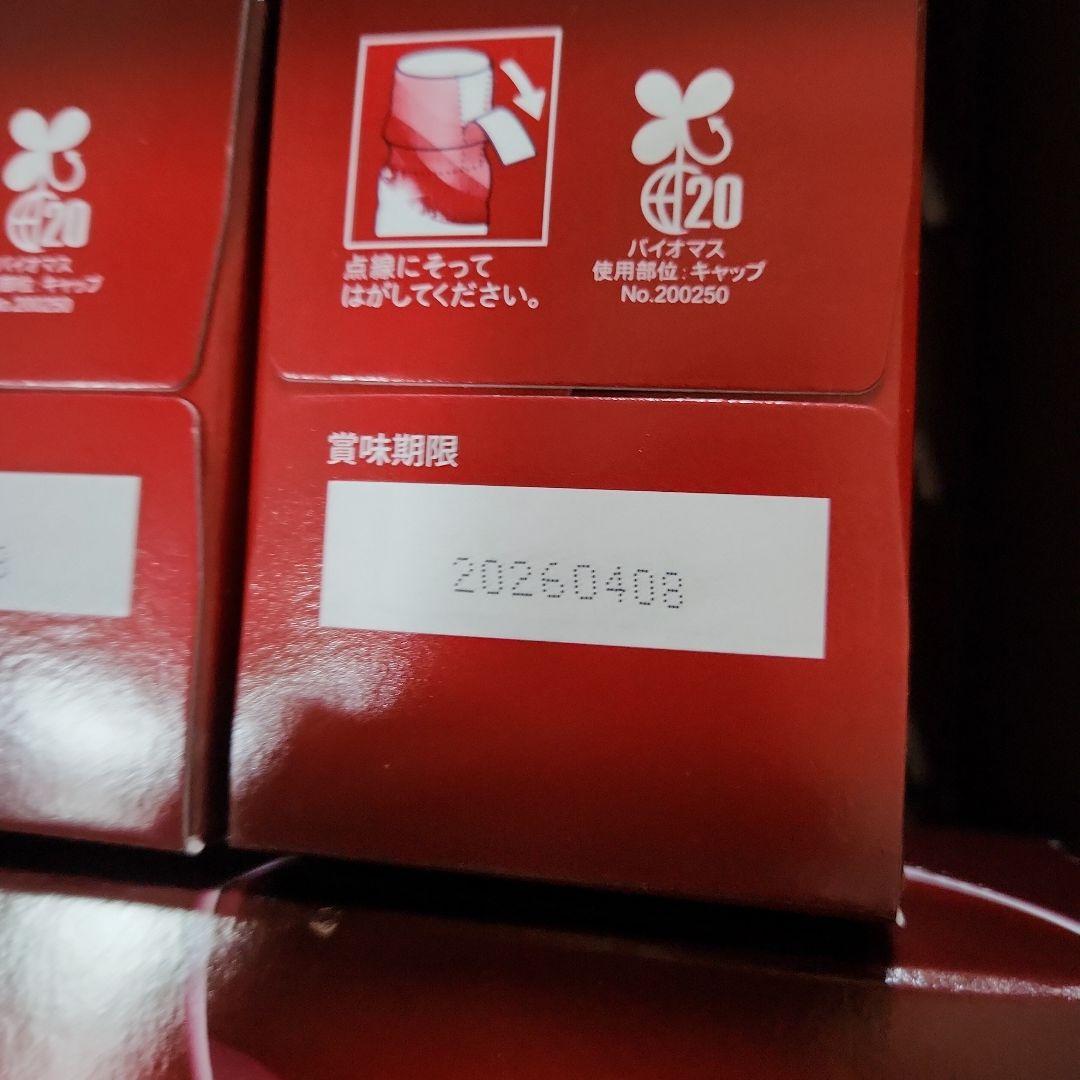 20
バイオマス
部位:キャップ
No.200250
20
バイオマス
使用部位:キャップ
No.200250
点線にそって
はがしてください。
賞味期限
20260408